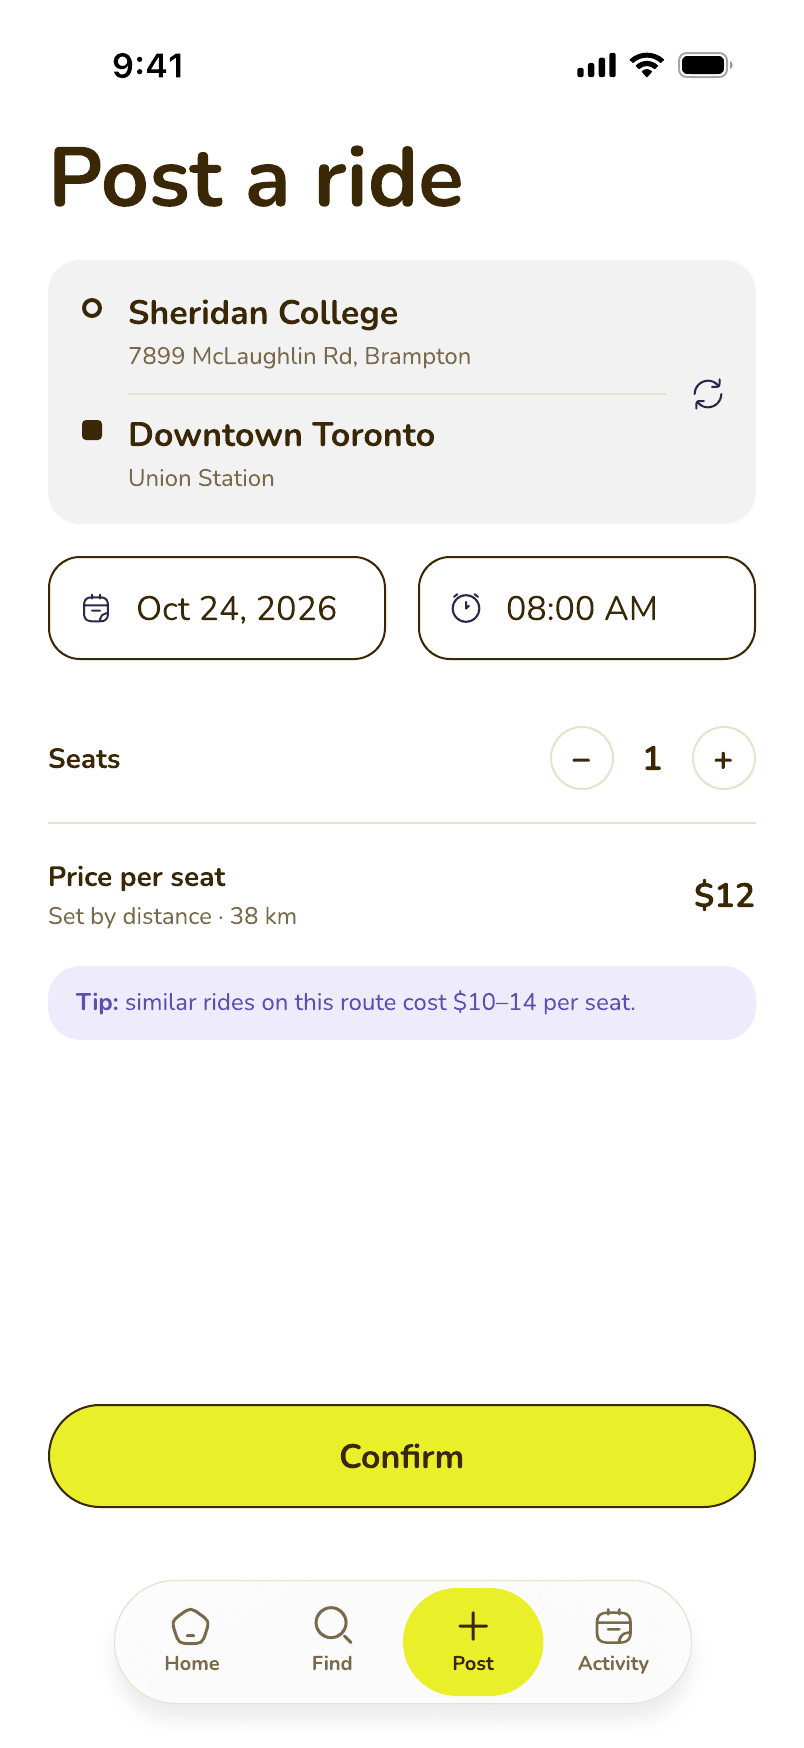 9:41
Post a ride
Sheridan College
7899 McLaughlin Rd, Brampton
Downtown Toronto
Union Station
Oct 24, 2026
08:00 AM
Seats
− 1 +
Price per seat
Set by distance · 38 km
$12
Tip: similar rides on this route cost $10–14 per seat.
Confirm
Home
Find
Post
Activity